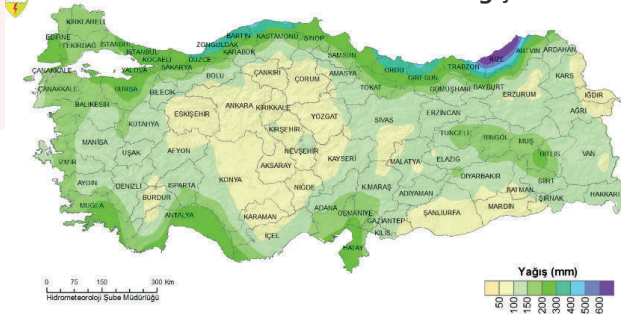 KIRKLARELİ
EDİRNE
TEKİRDAĞ İSTANBUL
İSTANBUL
KOCAELİ
YALOVA SAKARYA
DÜZCE
ZONGULDAK
BARTIN KASTAMONU SİNOP
KARABÜK
SAMSUN
ORDU
GİRESUN
TRABZON
RİZE
ARTVİN ARDAHAN
ÇANAKKALE
ÇANAKKALE
BURSA
BİLECİK
BOLU
ÇANKIRI
ÇORUM
AMASYA
TOKAT
GÜMÜŞHANE BAYBURT
ERZURUM
KARS
IĞDIR
AĞRI
BALIKESİR
KÜTAHYA
ESKİŞEHİR
ANKARA KIRIKKALE
YOZGAT
SİVAS
ERZİNCAN
TUNCELİ
BİNGÖL
MUŞ
KIRŞEHİR
MANİSA
UŞAK
AFYON
NEVŞEHİR
KAYSERİ
MALATYA
ELAZIĞ
BİTLİS
VAN
İZMİR
AKSARAY
DİYARBAKIR
SİİRT
AYDIN
DENİZLİ
ISPARTA
KONYA
NİĞDE
K.MARAŞ
ADIYAMAN
BATMAN
ŞIRNAK
HAKKARİ
BURDUR
MUĞLA
ANTALYA
KARAMAN
ADANA
OSMANİYE
GAZİANTEP
ŞANLIURFA
MARDİN
İÇEL
KİLİS
HATAY
0 75 150 300 Km
Hidrometeoroloji Şube Müdürlüğü
Yağış (mm)
50 100 150 200 300 400 500 600